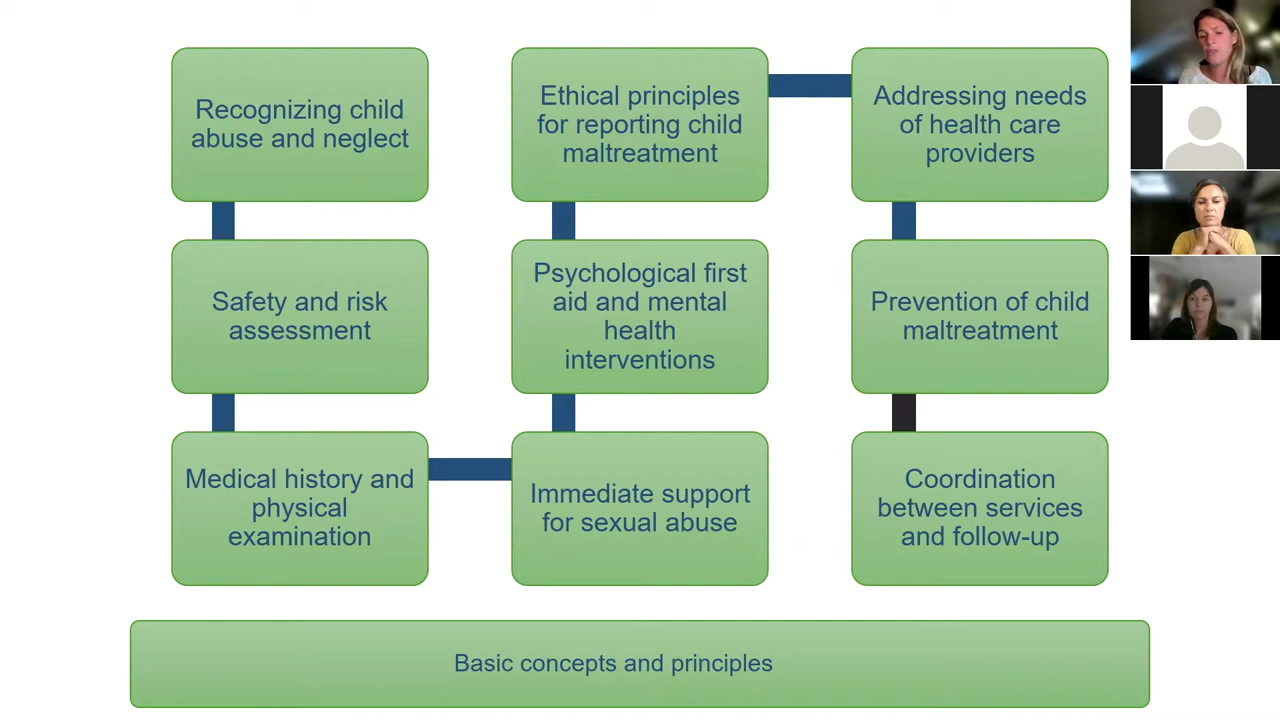 Recognizing child
abuse and neglect
Safety and risk
assessment
Medical history and
physical
examination
Immediate support
for sexual abuse
Psychological first
aid and mental
health
interventions
Ethical principles
for reporting child
maltreatment
Addressing needs
of health care
providers
Prevention of child
maltreatment
Coordination
between services
and follow-up
Basic concepts and principles